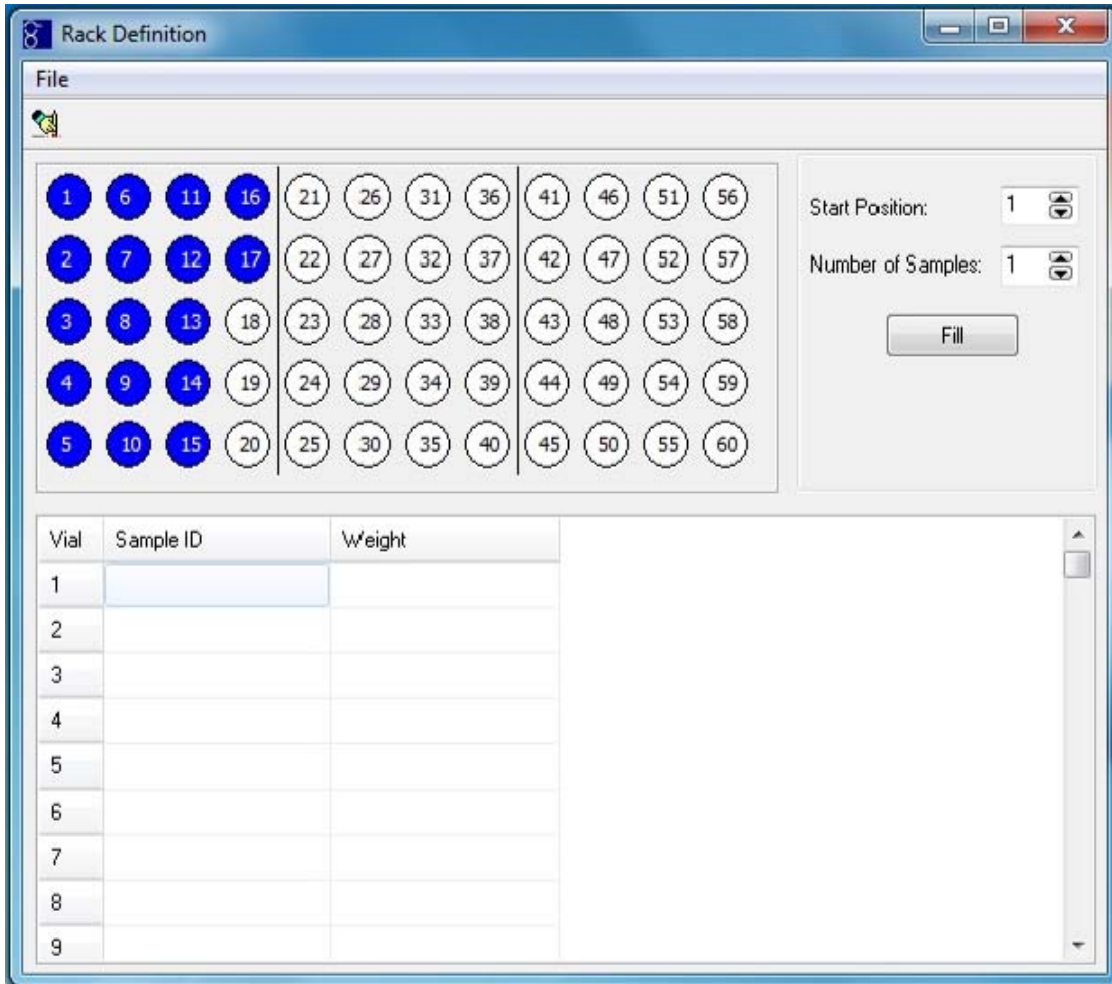 Rack Definition
File
1 6 11 16 21 26 31 36 41 46 51 56
2 7 12 17 22 27 32 37 42 47 52 57
3 8 13 18 23 28 33 38 43 48 53 58
4 9 14 19 24 29 34 39 44 49 54 59
5 10 15 20 25 30 35 40 45 50 55 60
Start Position: 1
Number of Samples: 1
Fill
Vial Sample ID Weight
1
2
3
4
5
6
7
8
9